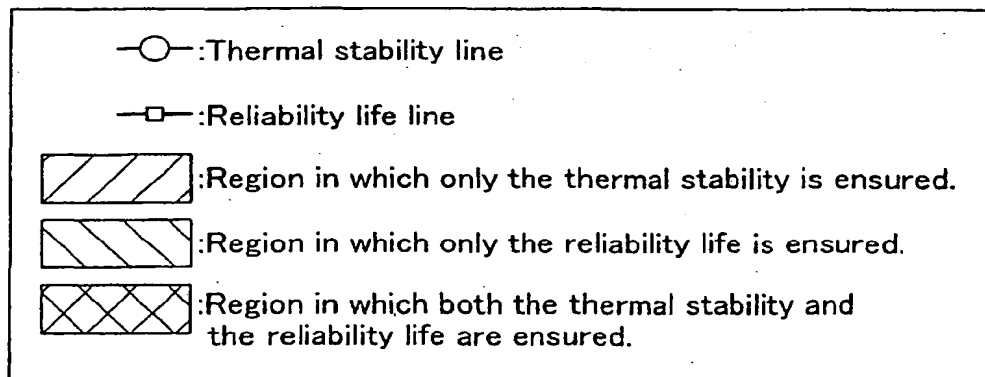 :Thermal stability line
:Reliability life line
:Region in which only the thermal stability is ensured.
:Region in which only the reliability life is ensured.
:Region in which both the thermal stability and
the reliability life are ensured.